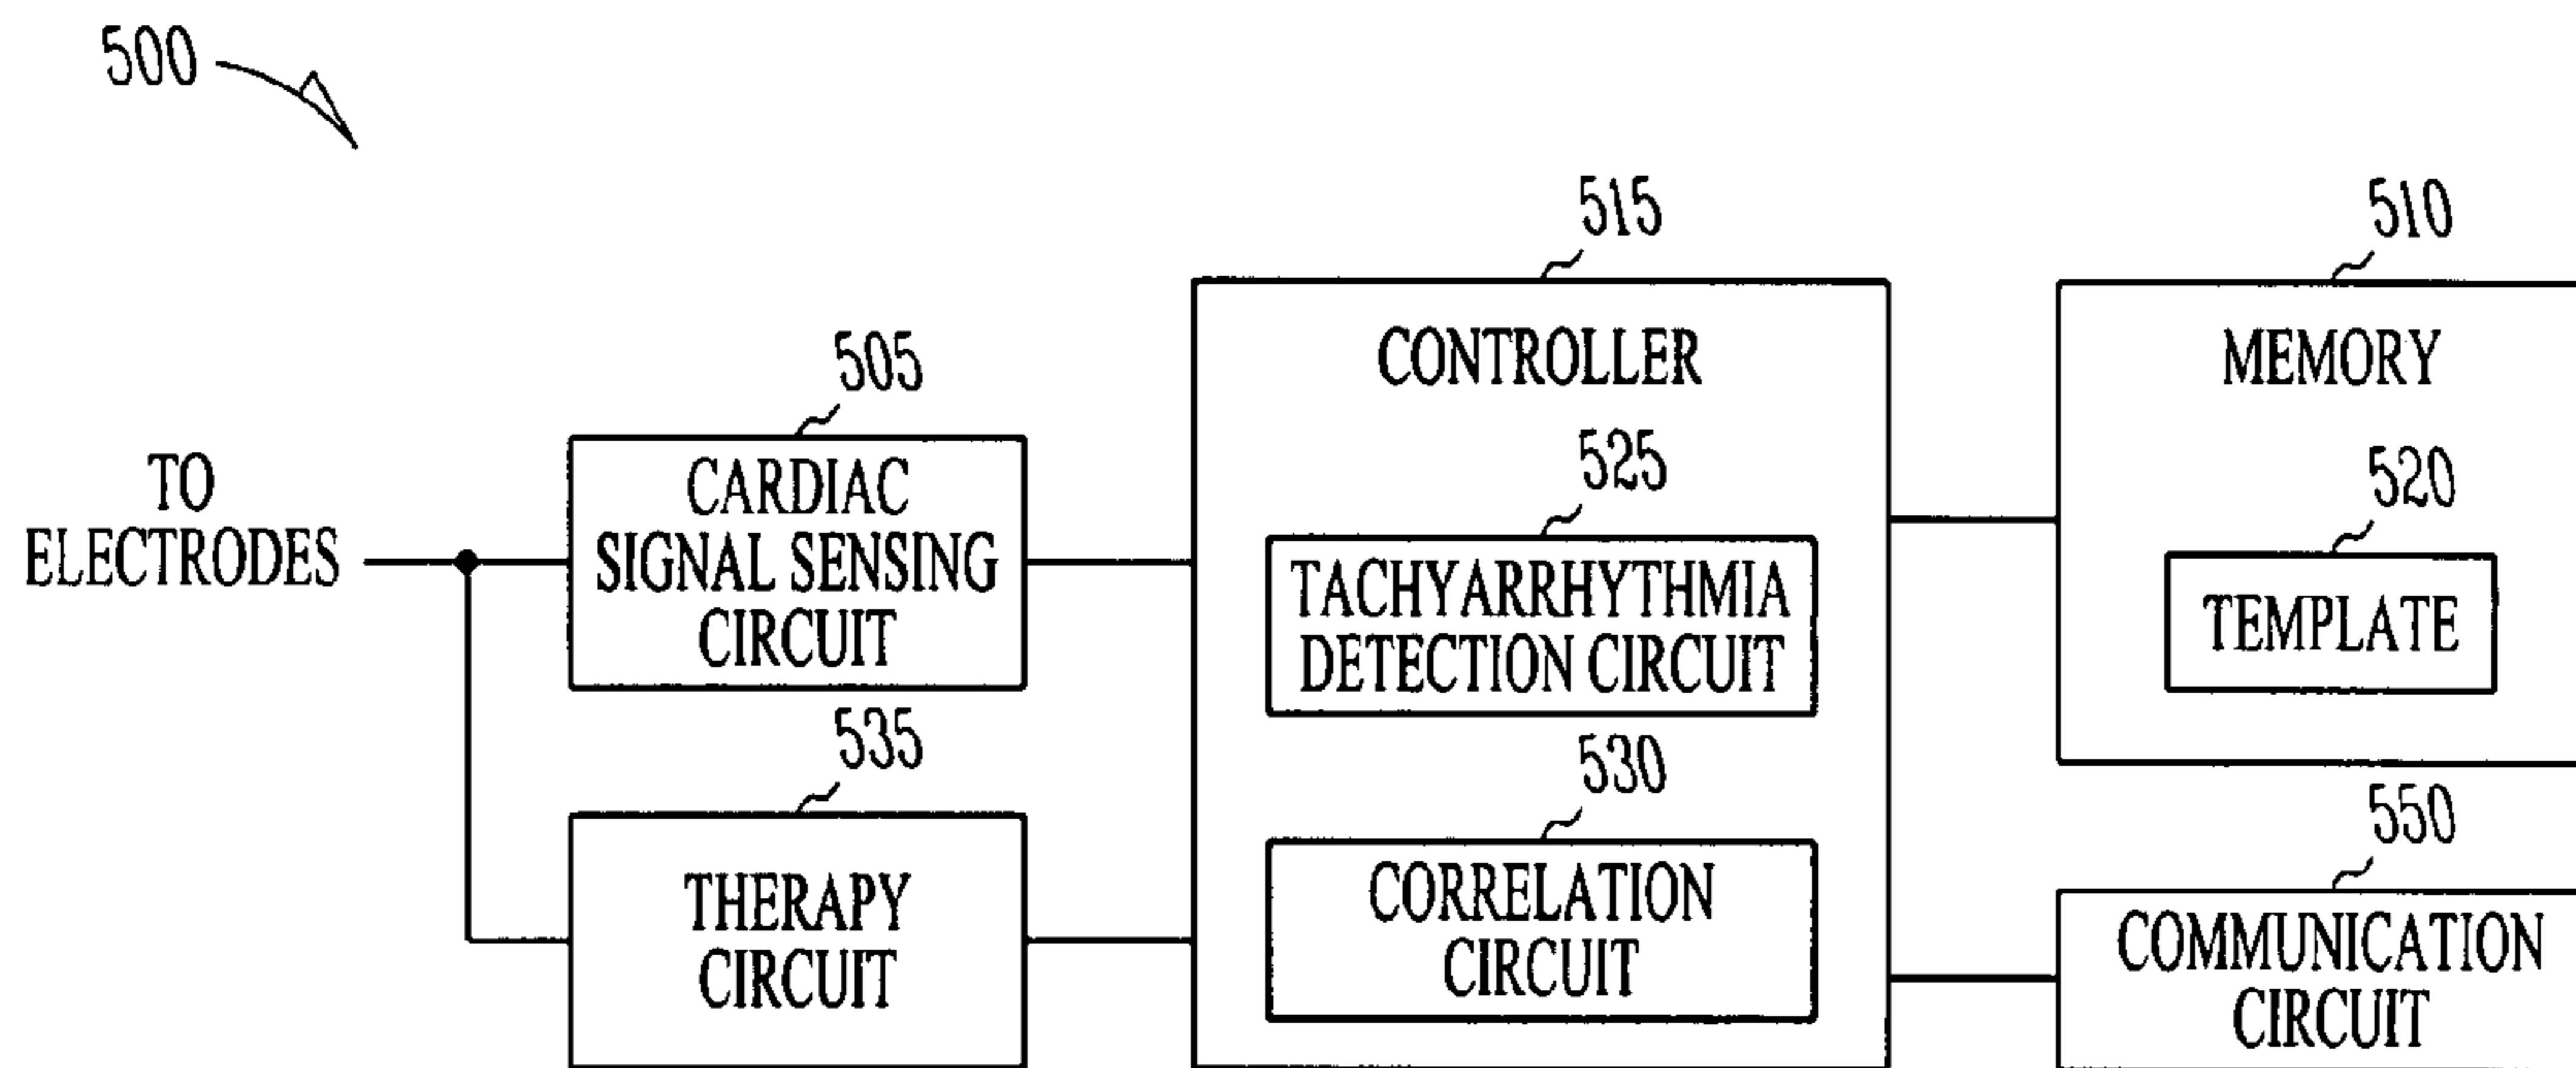 500
515
510
CONTROLLER
MEMORY
505
TO
ELECTRODES
CARDIAC
SIGNAL SENSING
CIRCUIT
525
TACHYARRHYTHMIA
DETECTION CIRCUIT
520
TEMPLATE
535
THERAPY
CIRCUIT
530
CORRELATION
CIRCUIT
550
COMMUNICATION
CIRCUIT